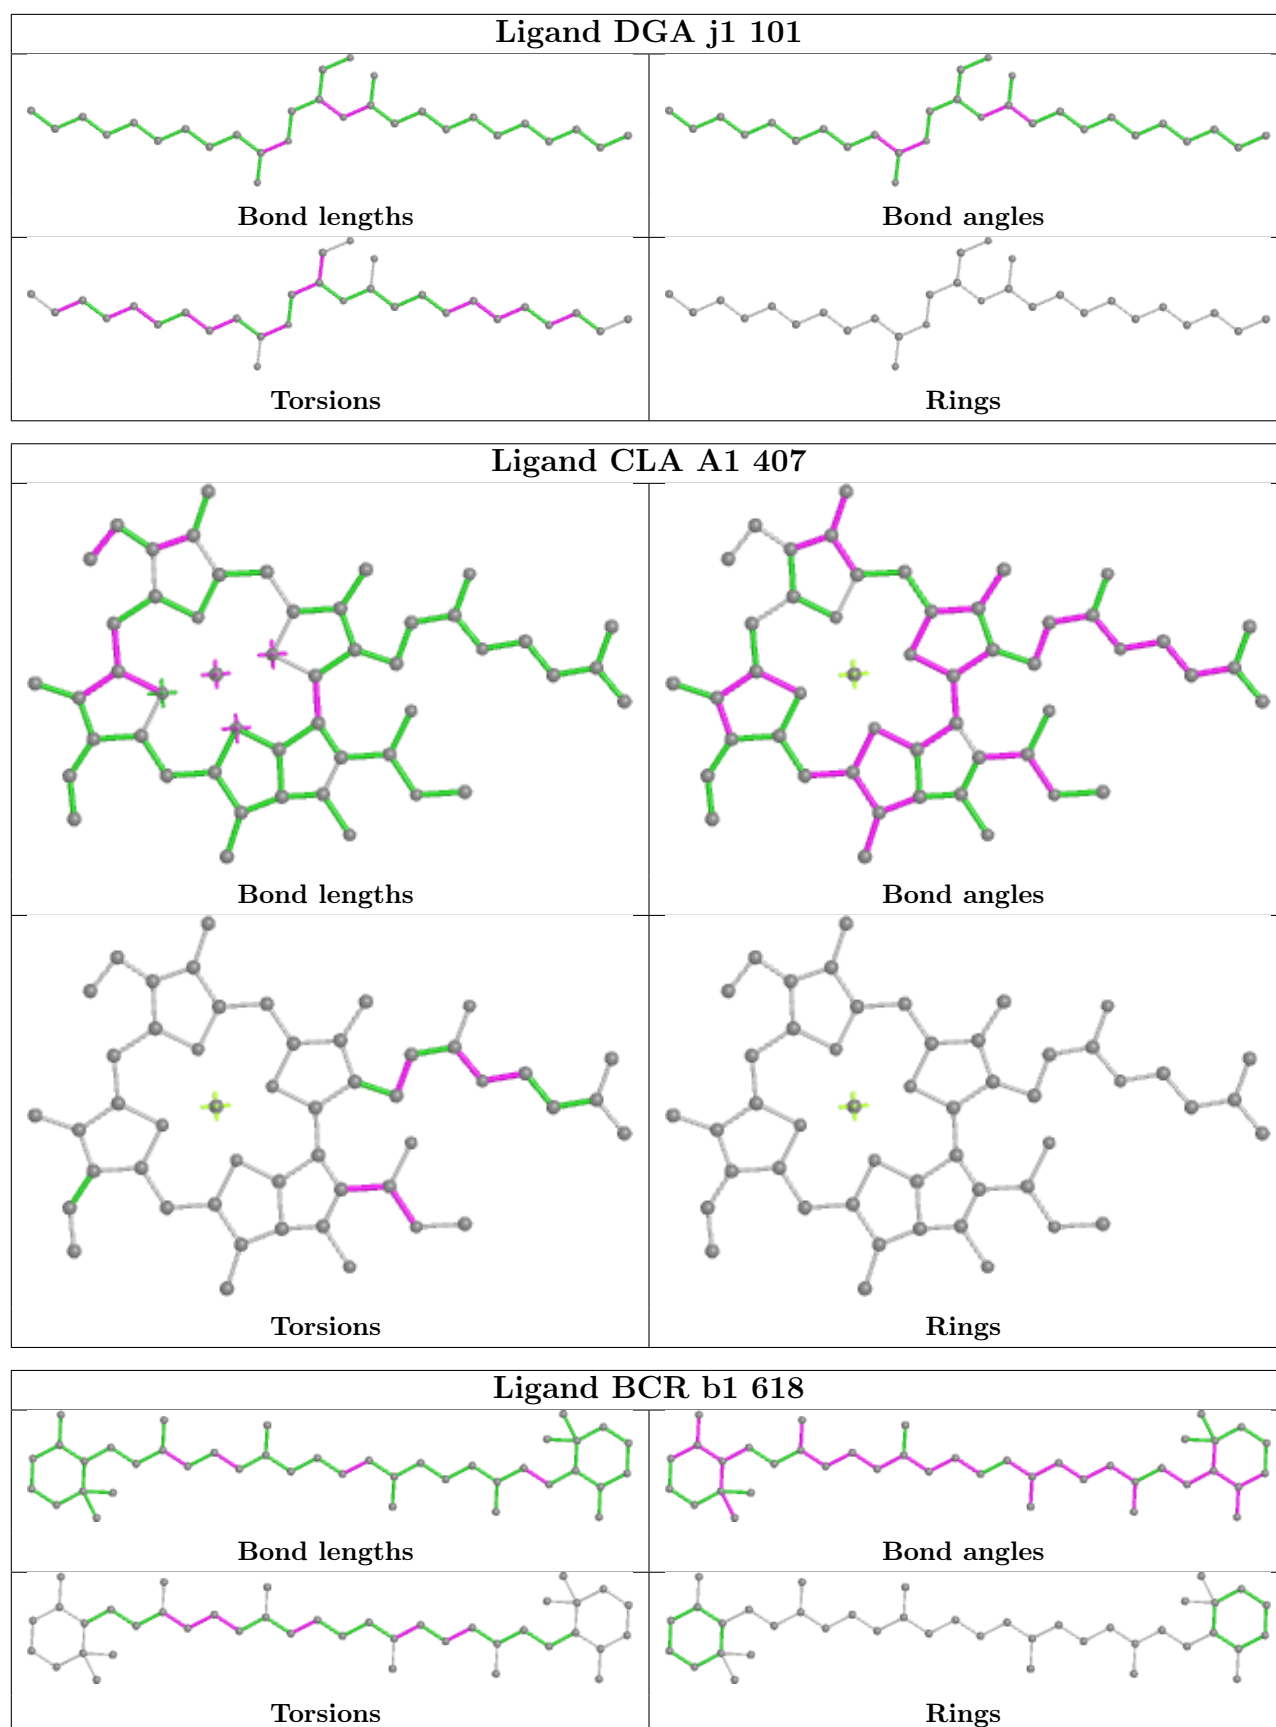 Ligand DGA j1 101
Bond lengths
Bond angles
Torsions
Rings
Ligand CLA A1 407
Bond lengths
Bond angles
Torsions
Rings
Ligand BCR b1 618
Bond lengths
Bond angles
Torsions
Rings